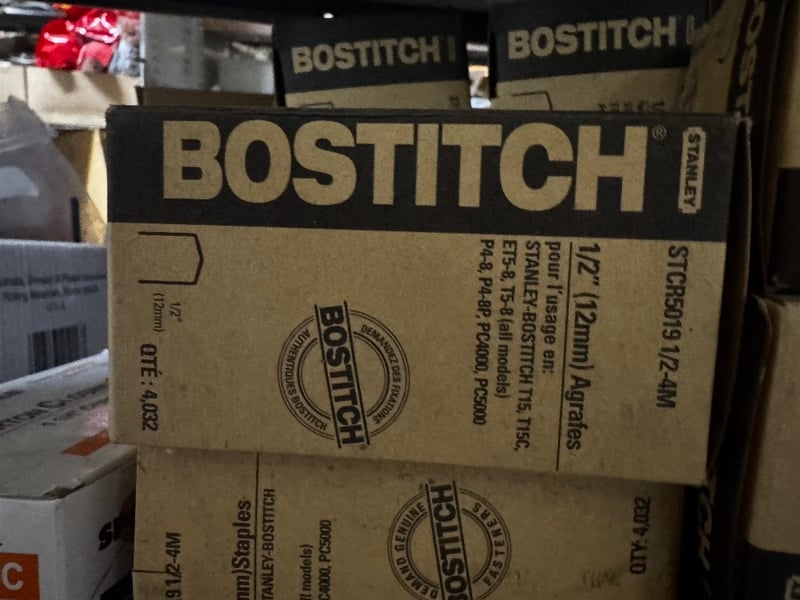 BOSTITCH
BOSTITCH
BOSTITCH®
STANLEY
STCR5019 1/2-4M
1/2" (12mm) Agrafes
pour l'usage en:
STANLEY-BOSTITCH T15, T15C,
ET5-8, T5-8 (all models)
P4-8, P4-8P, PC4000, PC5000
DEMANDEZ DES FIXATIONS
BOSTITCH
AUTHENTIQUES BOSTITCH
1/2"
(12mm)
QTÉ: 4,032
9 1/2-4M
m)Staples
TANLEY-BOSTITCH
ll models)
C4000, PC5000
DEMAND GENUINE
BOSTITCH
FASTENERS
QTY: 4,032